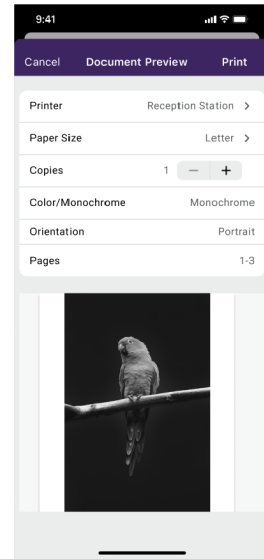 9:41
Cancel Document Preview Print
Printer Reception Station >
Paper Size Letter >
Copies 1 − +
Color/Monochrome Monochrome
Orientation Portrait
Pages 1-3